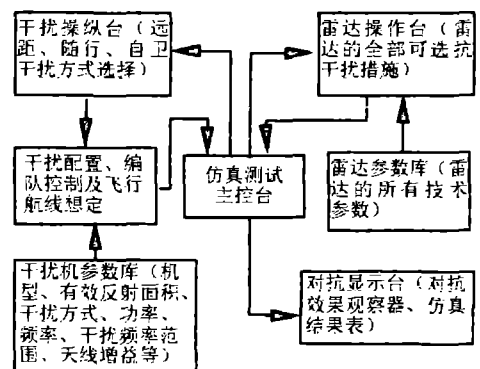 干扰操纵台（远
距、随行、自卫
干扰方式选择）
雷达操作台（雷
达的全部可选抗
干扰措施）
干扰配置、编
队控制及飞行
航线想定
仿真测试
主控台
雷达参数库（雷
达的所有技术
参数）
干扰机参数库（机
型、有效反射面积、
干扰方式、功率、
频率、干扰频率范
围、天线增益等）
对抗显示台（对抗
效果观察器、仿真
结果表）